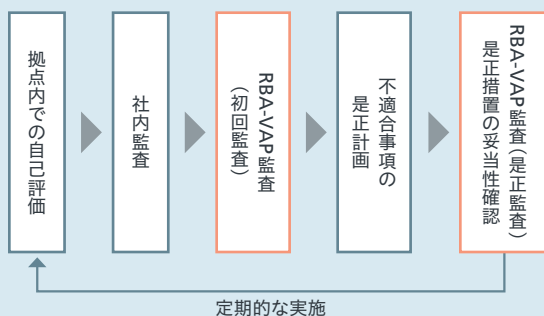 拠点内での自己評価
社内監査
RBA-VAP監査
（初回監査）
不適合事項の
是正計画
RBA-VAP監査（是正監査）
是正措置の妥当性確認
定期的な実施